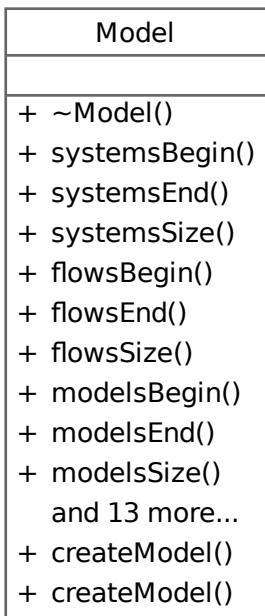 Model
+ ~Model()
+ systemsBegin()
+ systemsEnd()
+ systemsSize()
+ flowsBegin()
+ flowsEnd()
+ flowsSize()
+ modelsBegin()
+ modelsEnd()
+ modelsSize()
and 13 more...
+ createModel()
+ createModel()